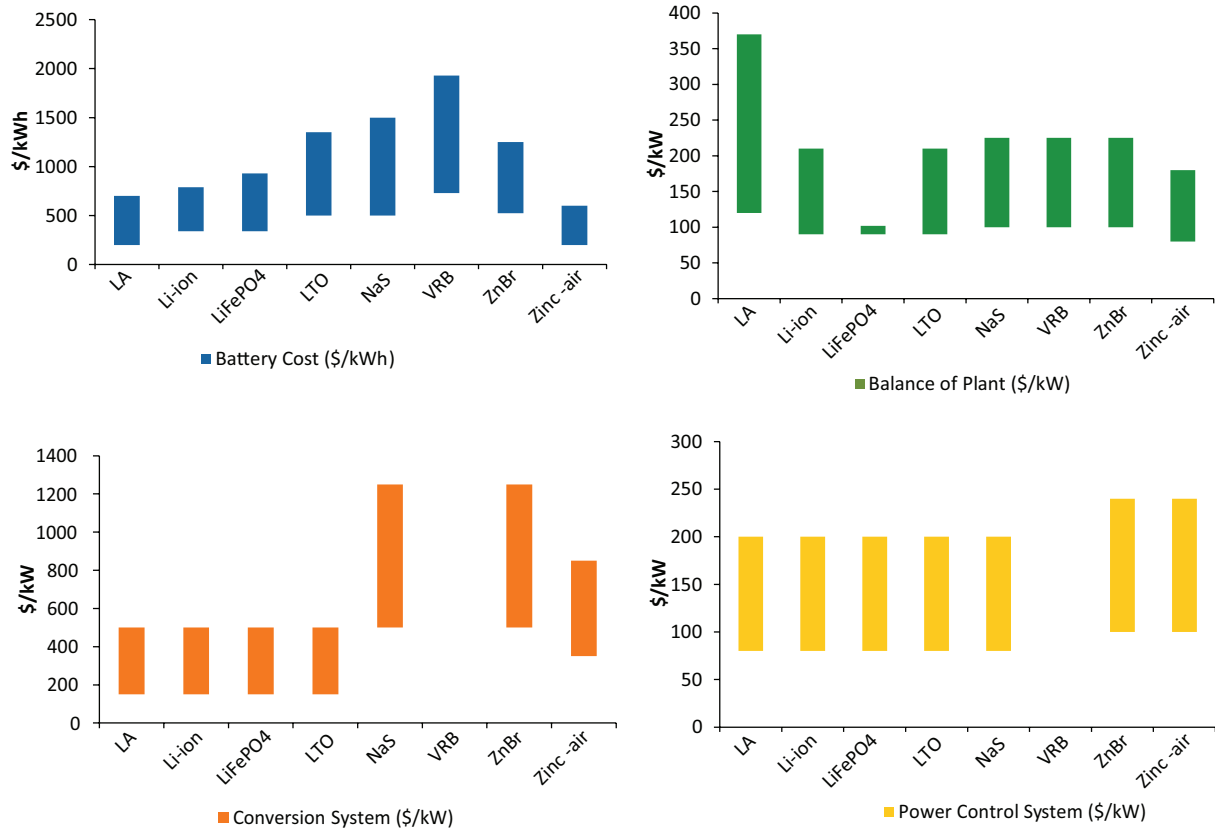 2500
2000
1500
1000
500
0
$/kWh
LA
Li-ion
LiFePO4
LTO
NaS
VRB
ZnBr
Zinc -air
Battery Cost ($/kWh)
400
350
300
250
200
150
100
50
0
$/kW
LA
Li-ion
LiFePO4
LTO
NaS
VRB
ZnBr
Zinc -air
Balance of Plant ($/kW)
1400
1200
1000
800
600
400
200
0
$/kW
LA
Li-ion
LiFePO4
LTO
NaS
VRB
ZnBr
Zinc -air
Conversion System ($/kW)
300
250
200
150
100
50
0
$/kW
LA
Li-ion
LiFePO4
LTO
NaS
VRB
ZnBr
Zinc -air
Power Control System ($/kW)